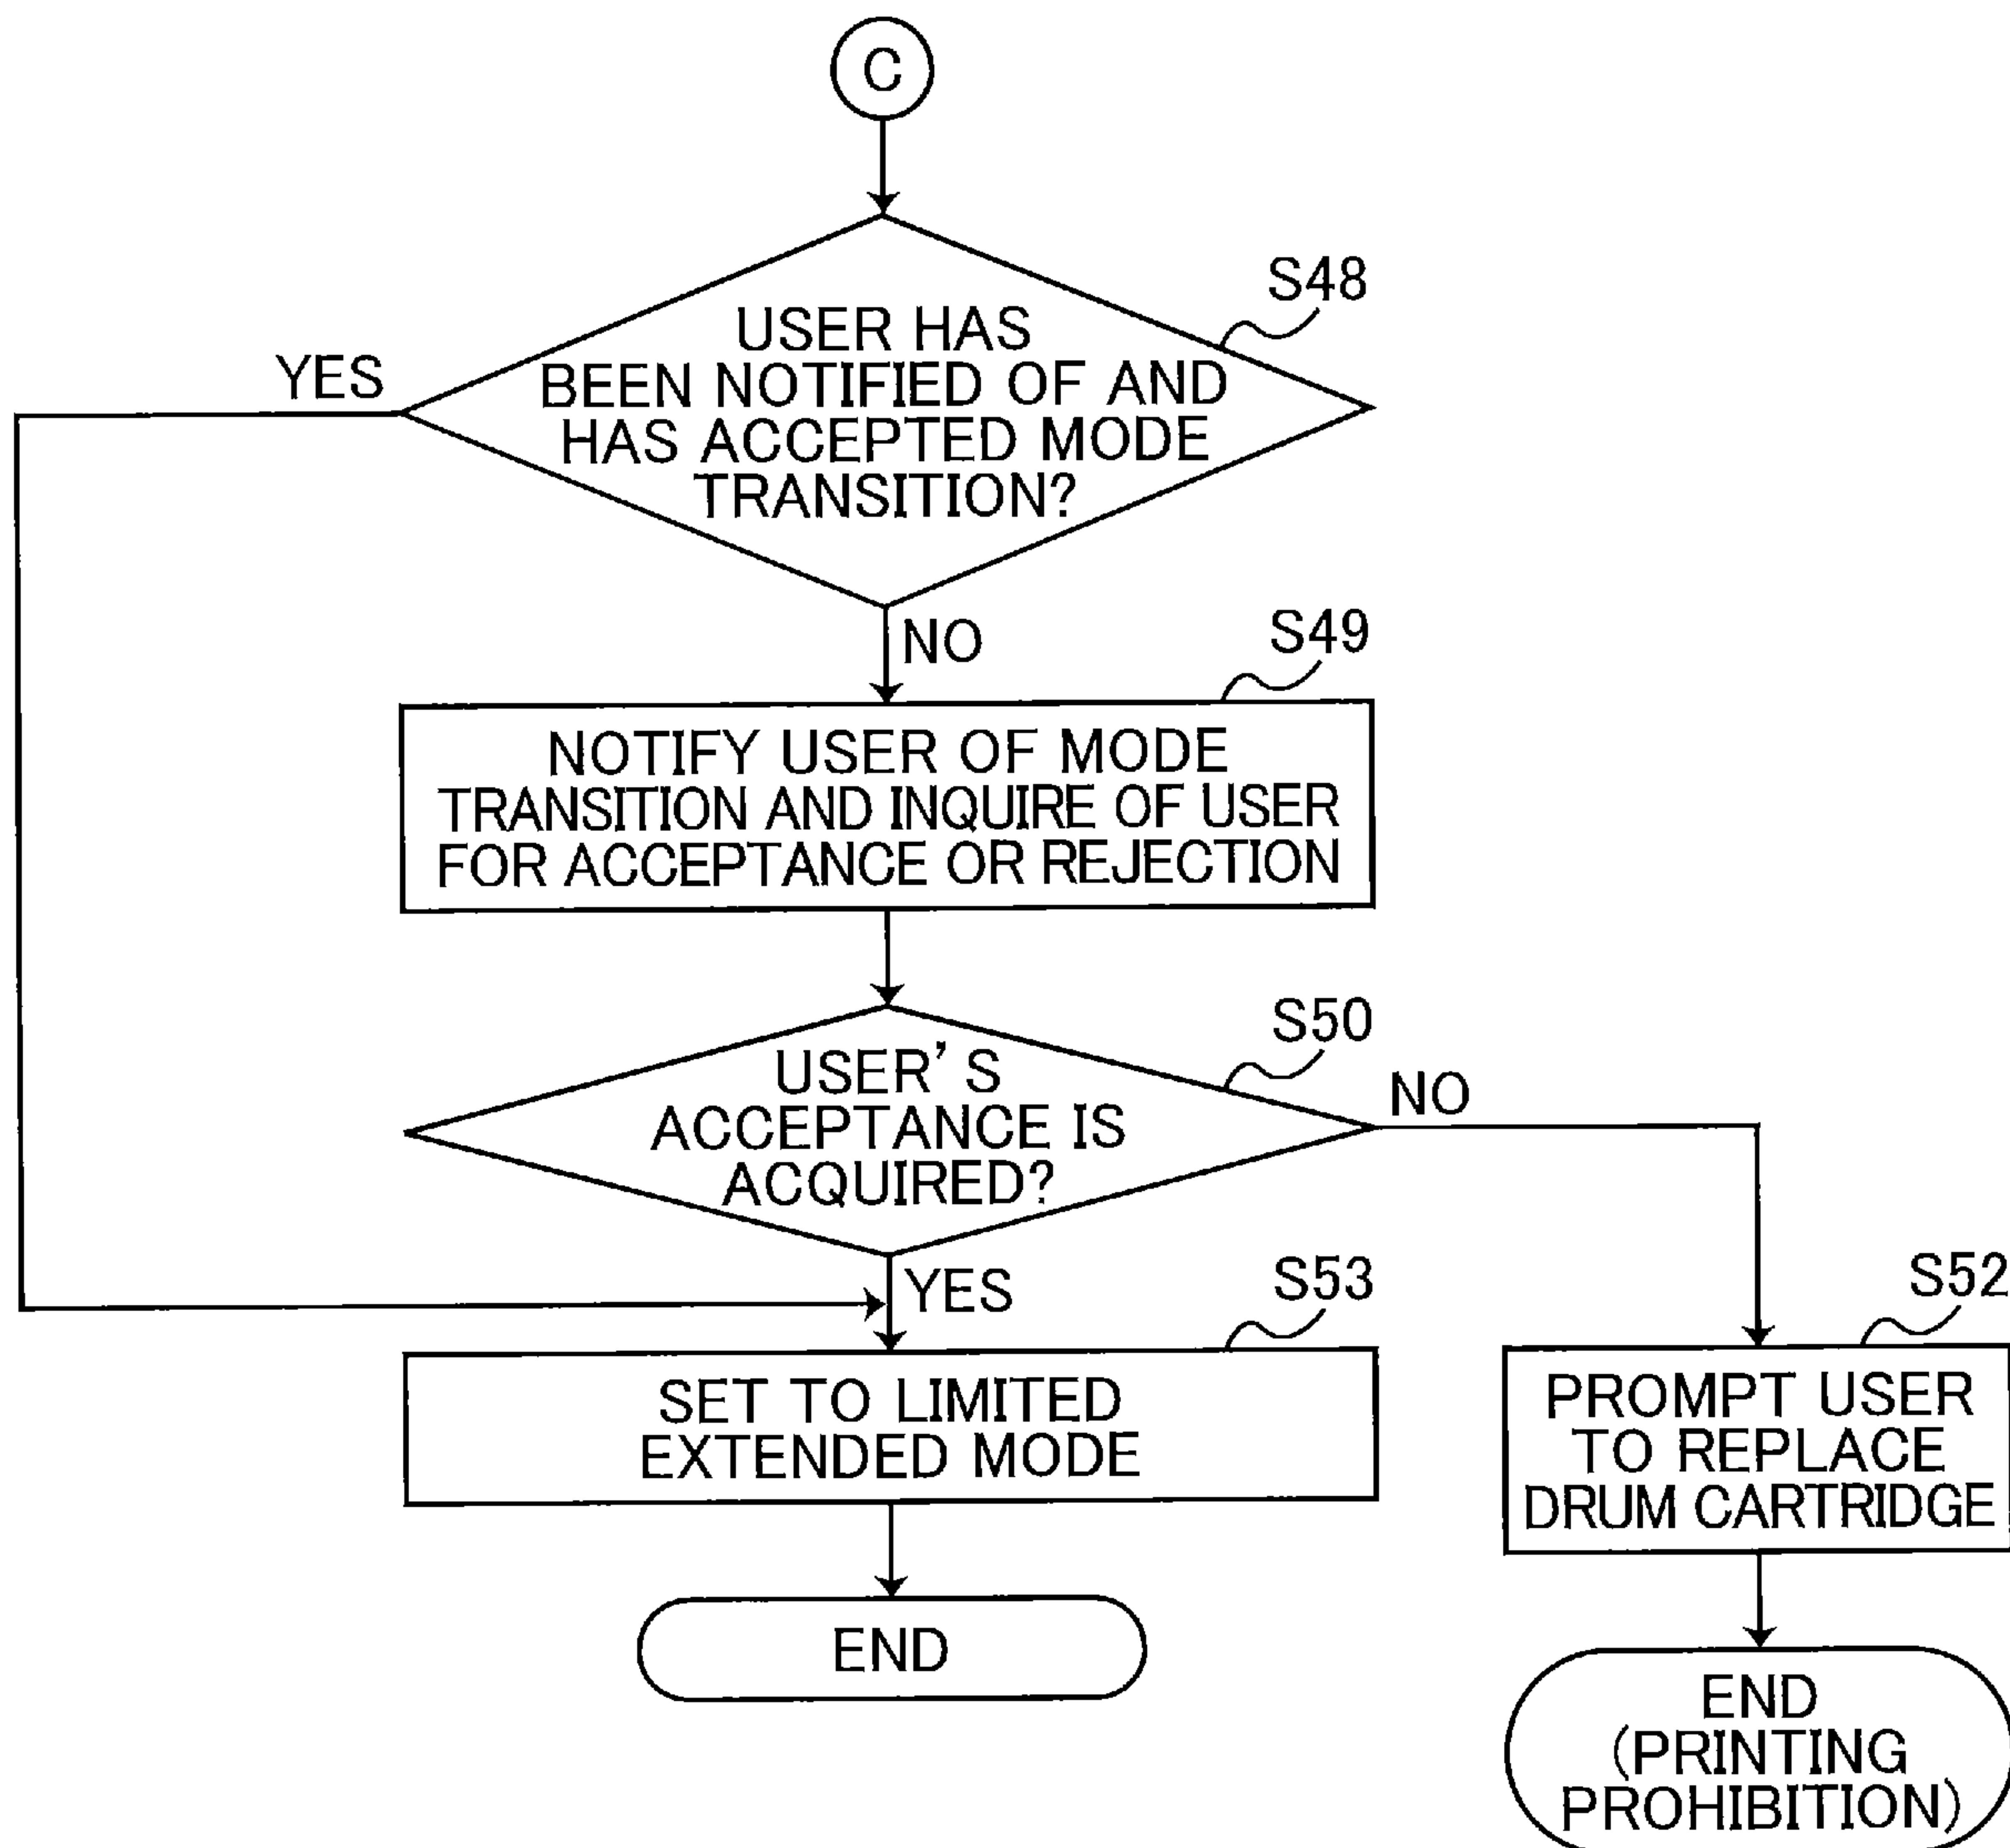 C
S48
USER HAS
BEEN NOTIFIED OF AND
HAS ACCEPTED MODE
TRANSITION?
YES
NO
S49
NOTIFY USER OF MODE
TRANSITION AND INQUIRE OF USER
FOR ACCEPTANCE OR REJECTION
S50
USER'S
ACCEPTANCE IS
ACQUIRED?
NO
YES
S53
SET TO LIMITED
EXTENDED MODE
END
S52
PROMPT USER
TO REPLACE
DRUM CARTRIDGE
END
(PRINTING
PROHIBITION)